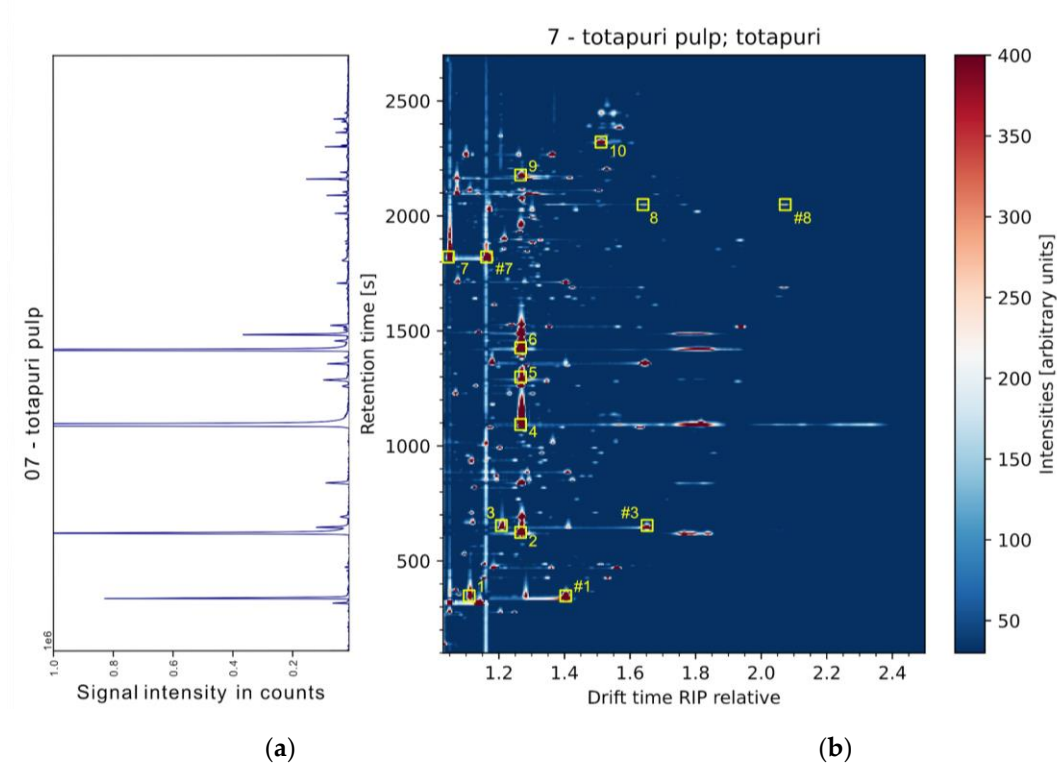 7 - totapuri pulp; totapuri
07 - totapuri pulp
1e6
1.0 0.8 0.6 0.4 0.2
Signal intensity in counts
Retention time [s]
2500
2000
1500
1000
500
10
9
8 #8
7 #7
6
5
4
3 #3
2
1 #1
1.2 1.4 1.6 1.8 2.0 2.2 2.4
Drift time RIP relative
400
350
300
250
200
150
100
50
Intensities [arbitrary units]
(a) (b)